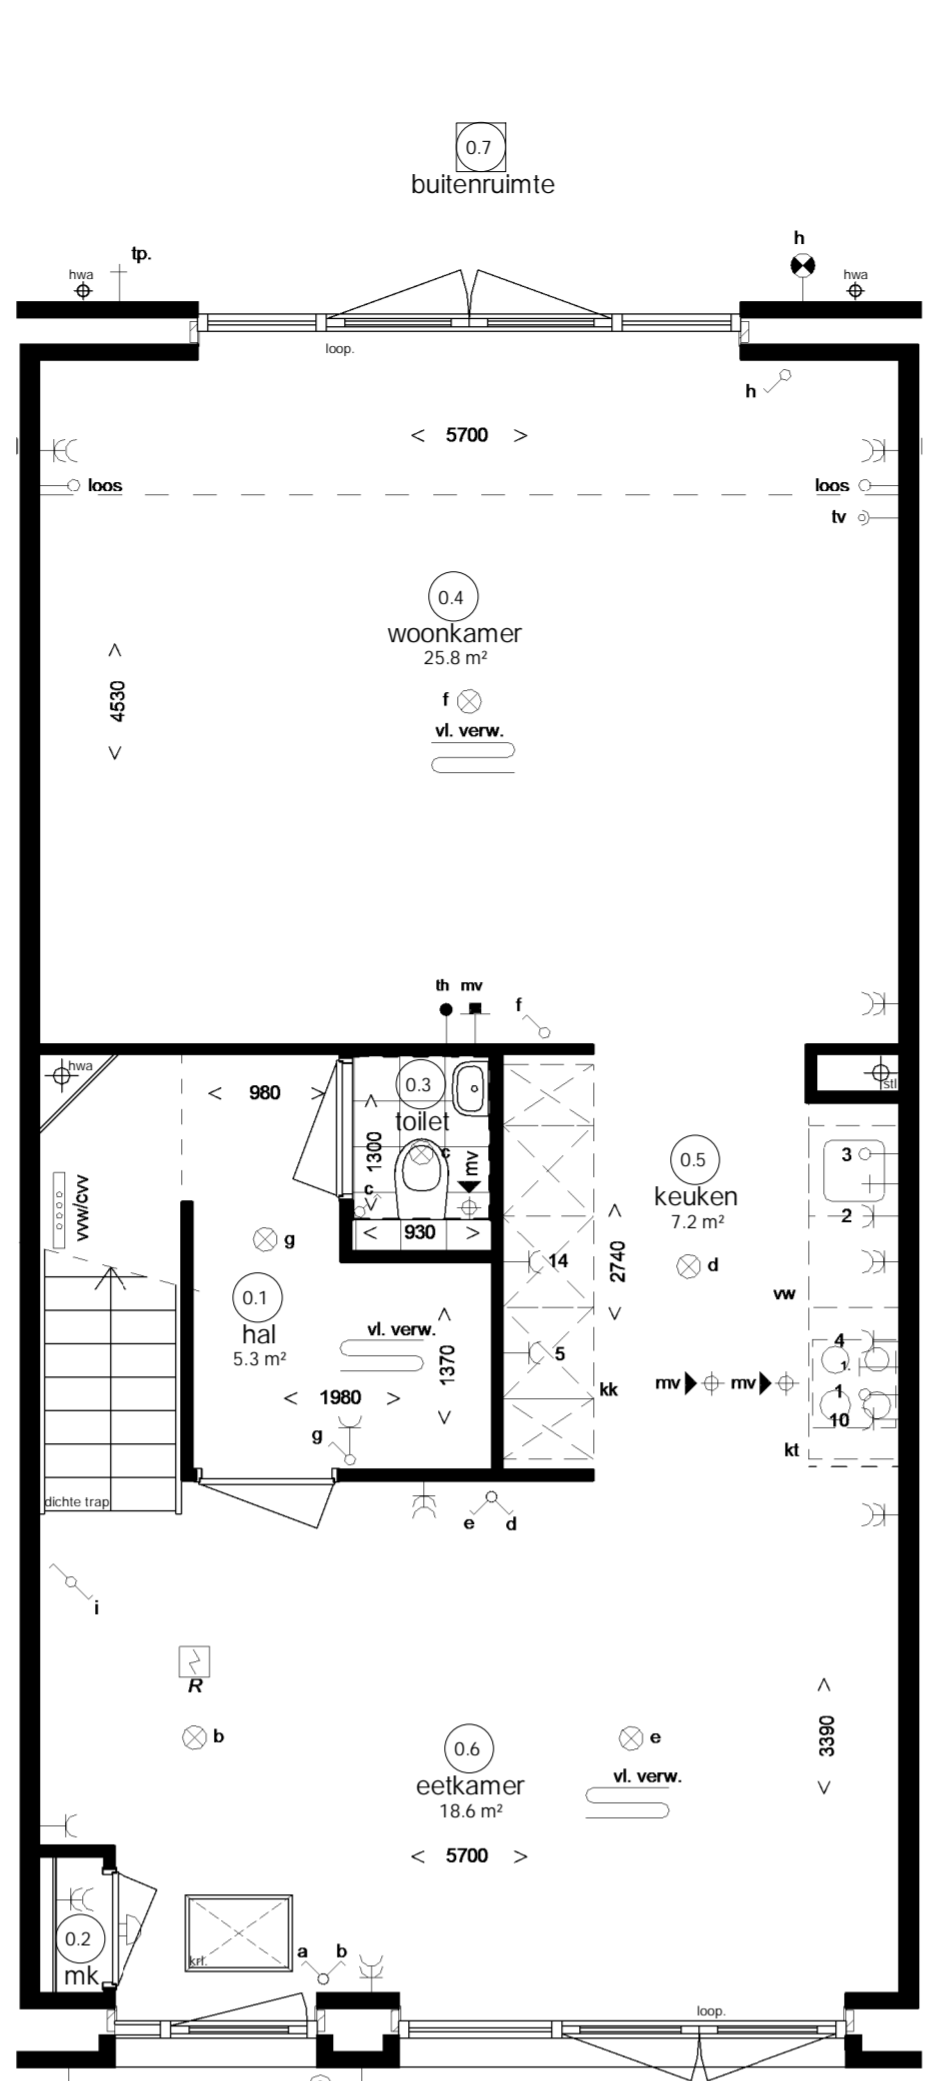 0.7
buitenruimte
hwa
tp.
h
hwa
loop.
h
< 5700 >
loos
loos
tv
0.4
woonkamer
25.8 m²
< 4530 >
f
vl. verw.
th mv
f
hwa
stl
< 980 >
0.3
toilet
< 1300 >
c
c
mv
< 930 >
vvw/cvv
g
0.1
hal
5.3 m²
vl. verw.
< 1370 >
< 1980 >
g
dichte trap
0.5
keuken
7.2 m²
< 2740 >
d
3
2
14
5
vw
4
1.
1
10
kk
mv mv
kt
e d
i
R
b
0.6
eetkamer
18.6 m²
e
vl. verw.
< 3390 >
< 5700 >
0.2
mk
krl.
a b
loop.